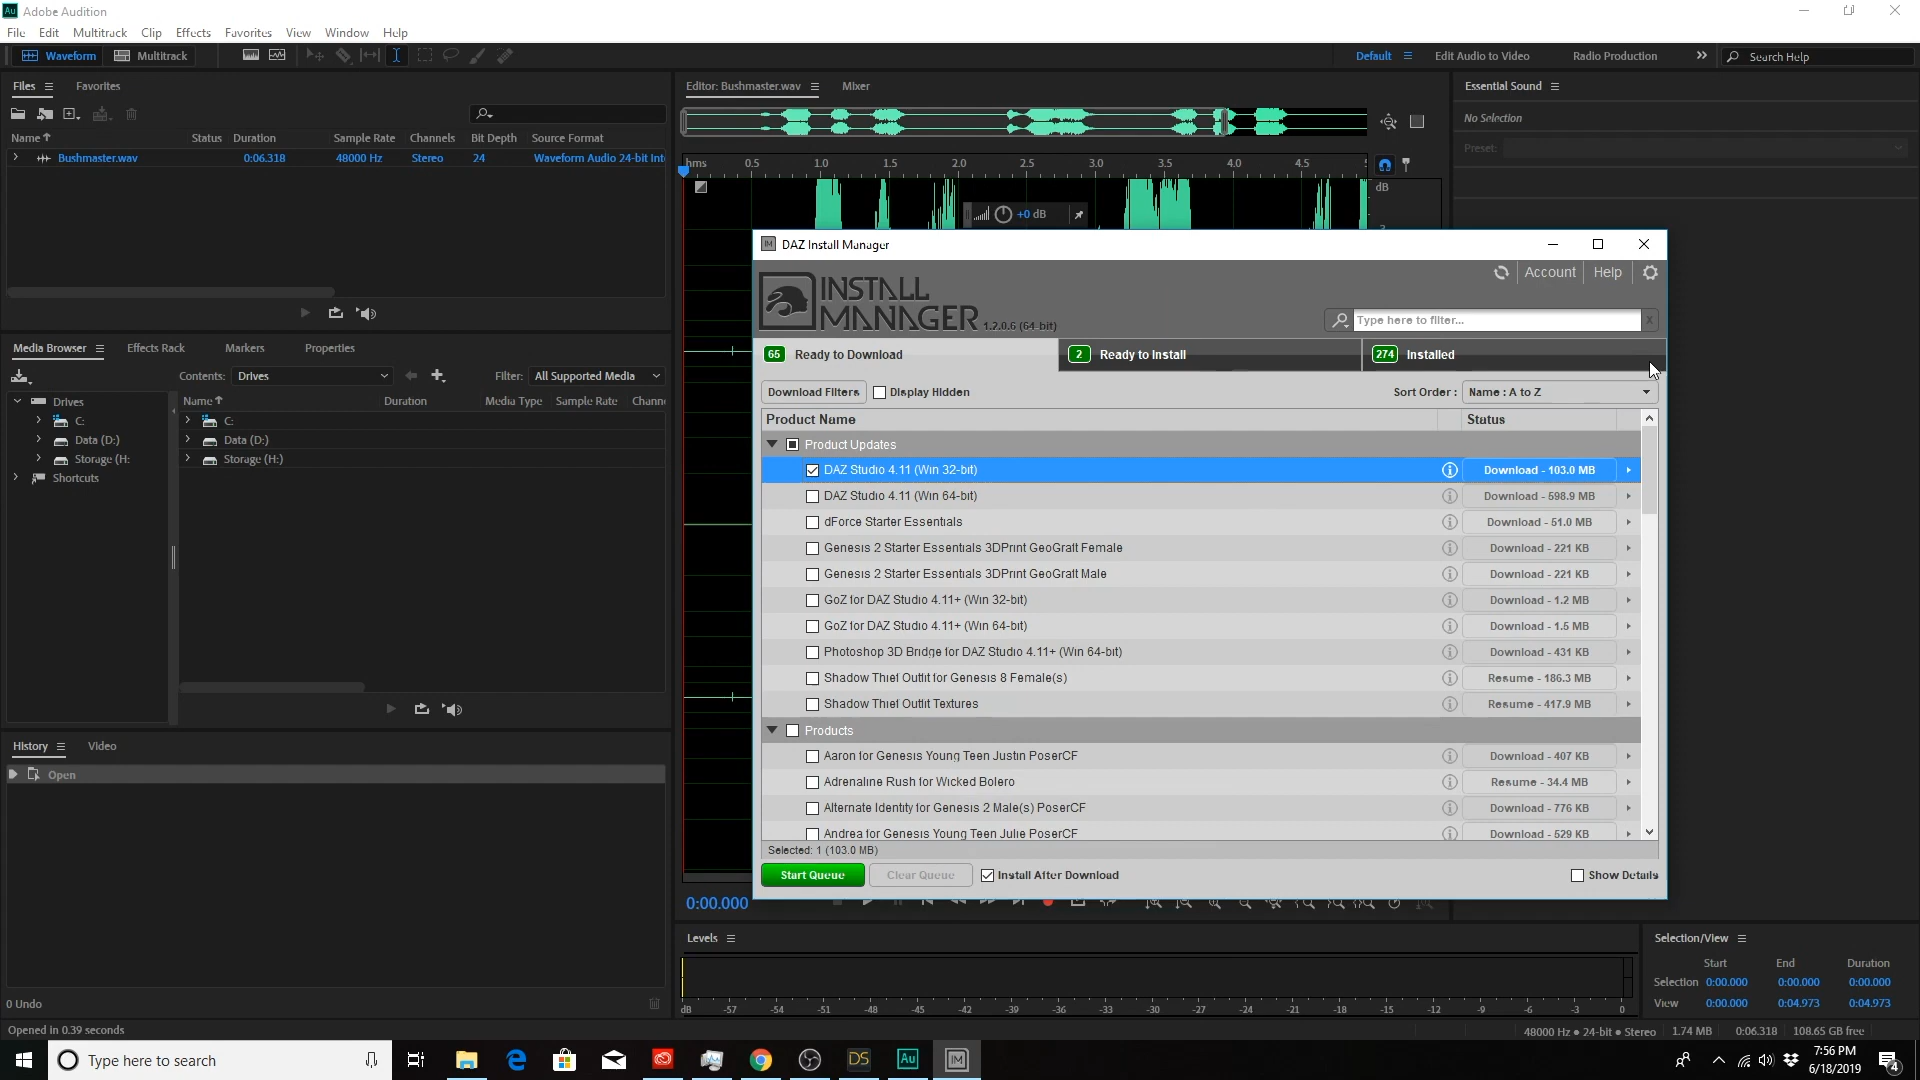 Au Adobe Audition
File Edit Multitrack Clip Effects Favorites View Window Help
Waveform Multitrack Default Edit Audio to Video Radio Production Search Help
Files Favorites
Name Status Duration Sample Rate Channels Bit Depth Source Format
Bushmaster.wav 0:06.318 48000 Hz Stereo 24 Waveform Audio 24-bit Int
Editor: Bushmaster.wav Mixer
hms 0.5 1.0 1.5 2.0 2.5 3.0 3.5 4.0 4.5
dB
+0 dB
Essential Sound
No Selection
Preset:
Media Browser Effects Rack Markers Properties
Contents: Drives Filter: All Supported Media
Drives
C:
Data (D:)
Storage (H:
Shortcuts
Name Duration Media Type Sample Rate Chann
C:
Data (D:)
Storage (H:)
History Video
Open
0 Undo
Opened in 0.39 seconds
IM DAZ Install Manager
Account Help
INSTALL
MANAGER 1.2.0.6 (64-bit)
Type here to filter... x
65 Ready to Download 2 Ready to Install 274 Installed
Download Filters Display Hidden Sort Order : Name : A to Z
Product Name Status
Product Updates
DAZ Studio 4.11 (Win 32-bit) Download - 103.0 MB
DAZ Studio 4.11 (Win 64-bit) Download - 598.9 MB
dForce Starter Essentials Download - 51.0 MB
Genesis 2 Starter Essentials 3DPrint GeoGraft Female Download - 221 KB
Genesis 2 Starter Essentials 3DPrint GeoGraft Male Download - 221 KB
GoZ for DAZ Studio 4.11+ (Win 32-bit) Download - 1.2 MB
GoZ for DAZ Studio 4.11+ (Win 64-bit) Download - 1.5 MB
Photoshop 3D Bridge for DAZ Studio 4.11+ (Win 64-bit) Download - 431 KB
Shadow Thief Outfit for Genesis 8 Female(s) Resume - 186.3 MB
Shadow Thief Outfit Textures Resume - 417.9 MB
Products
Aaron for Genesis Young Teen Justin PoserCF Download - 407 KB
Adrenaline Rush for Wicked Bolero Resume - 34.4 MB
Alternate Identity for Genesis 2 Male(s) PoserCF Download - 776 KB
Andrea for Genesis Young Teen Julie PoserCF Download - 529 KB
Selected: 1 (103.0 MB)
Start Queue Clear Queue Install After Download Show Details
0:00.000
Levels
dB -57 -54 -51 -48 -45 -42 -39 -36 -33 -30 -27 -24 -21 -18 -15 -12 -9 -6 -3 0
Selection/View
Start End Duration
Selection 0:00.000 0:00.000 0:00.000
View 0:00.000 0:04.973 0:04.973
48000 Hz ● 24-bit ● Stereo 1.74 MB 0:06.318 108.65 GB free
Type here to search DS Au IM
7:56 PM
6/18/2019
4